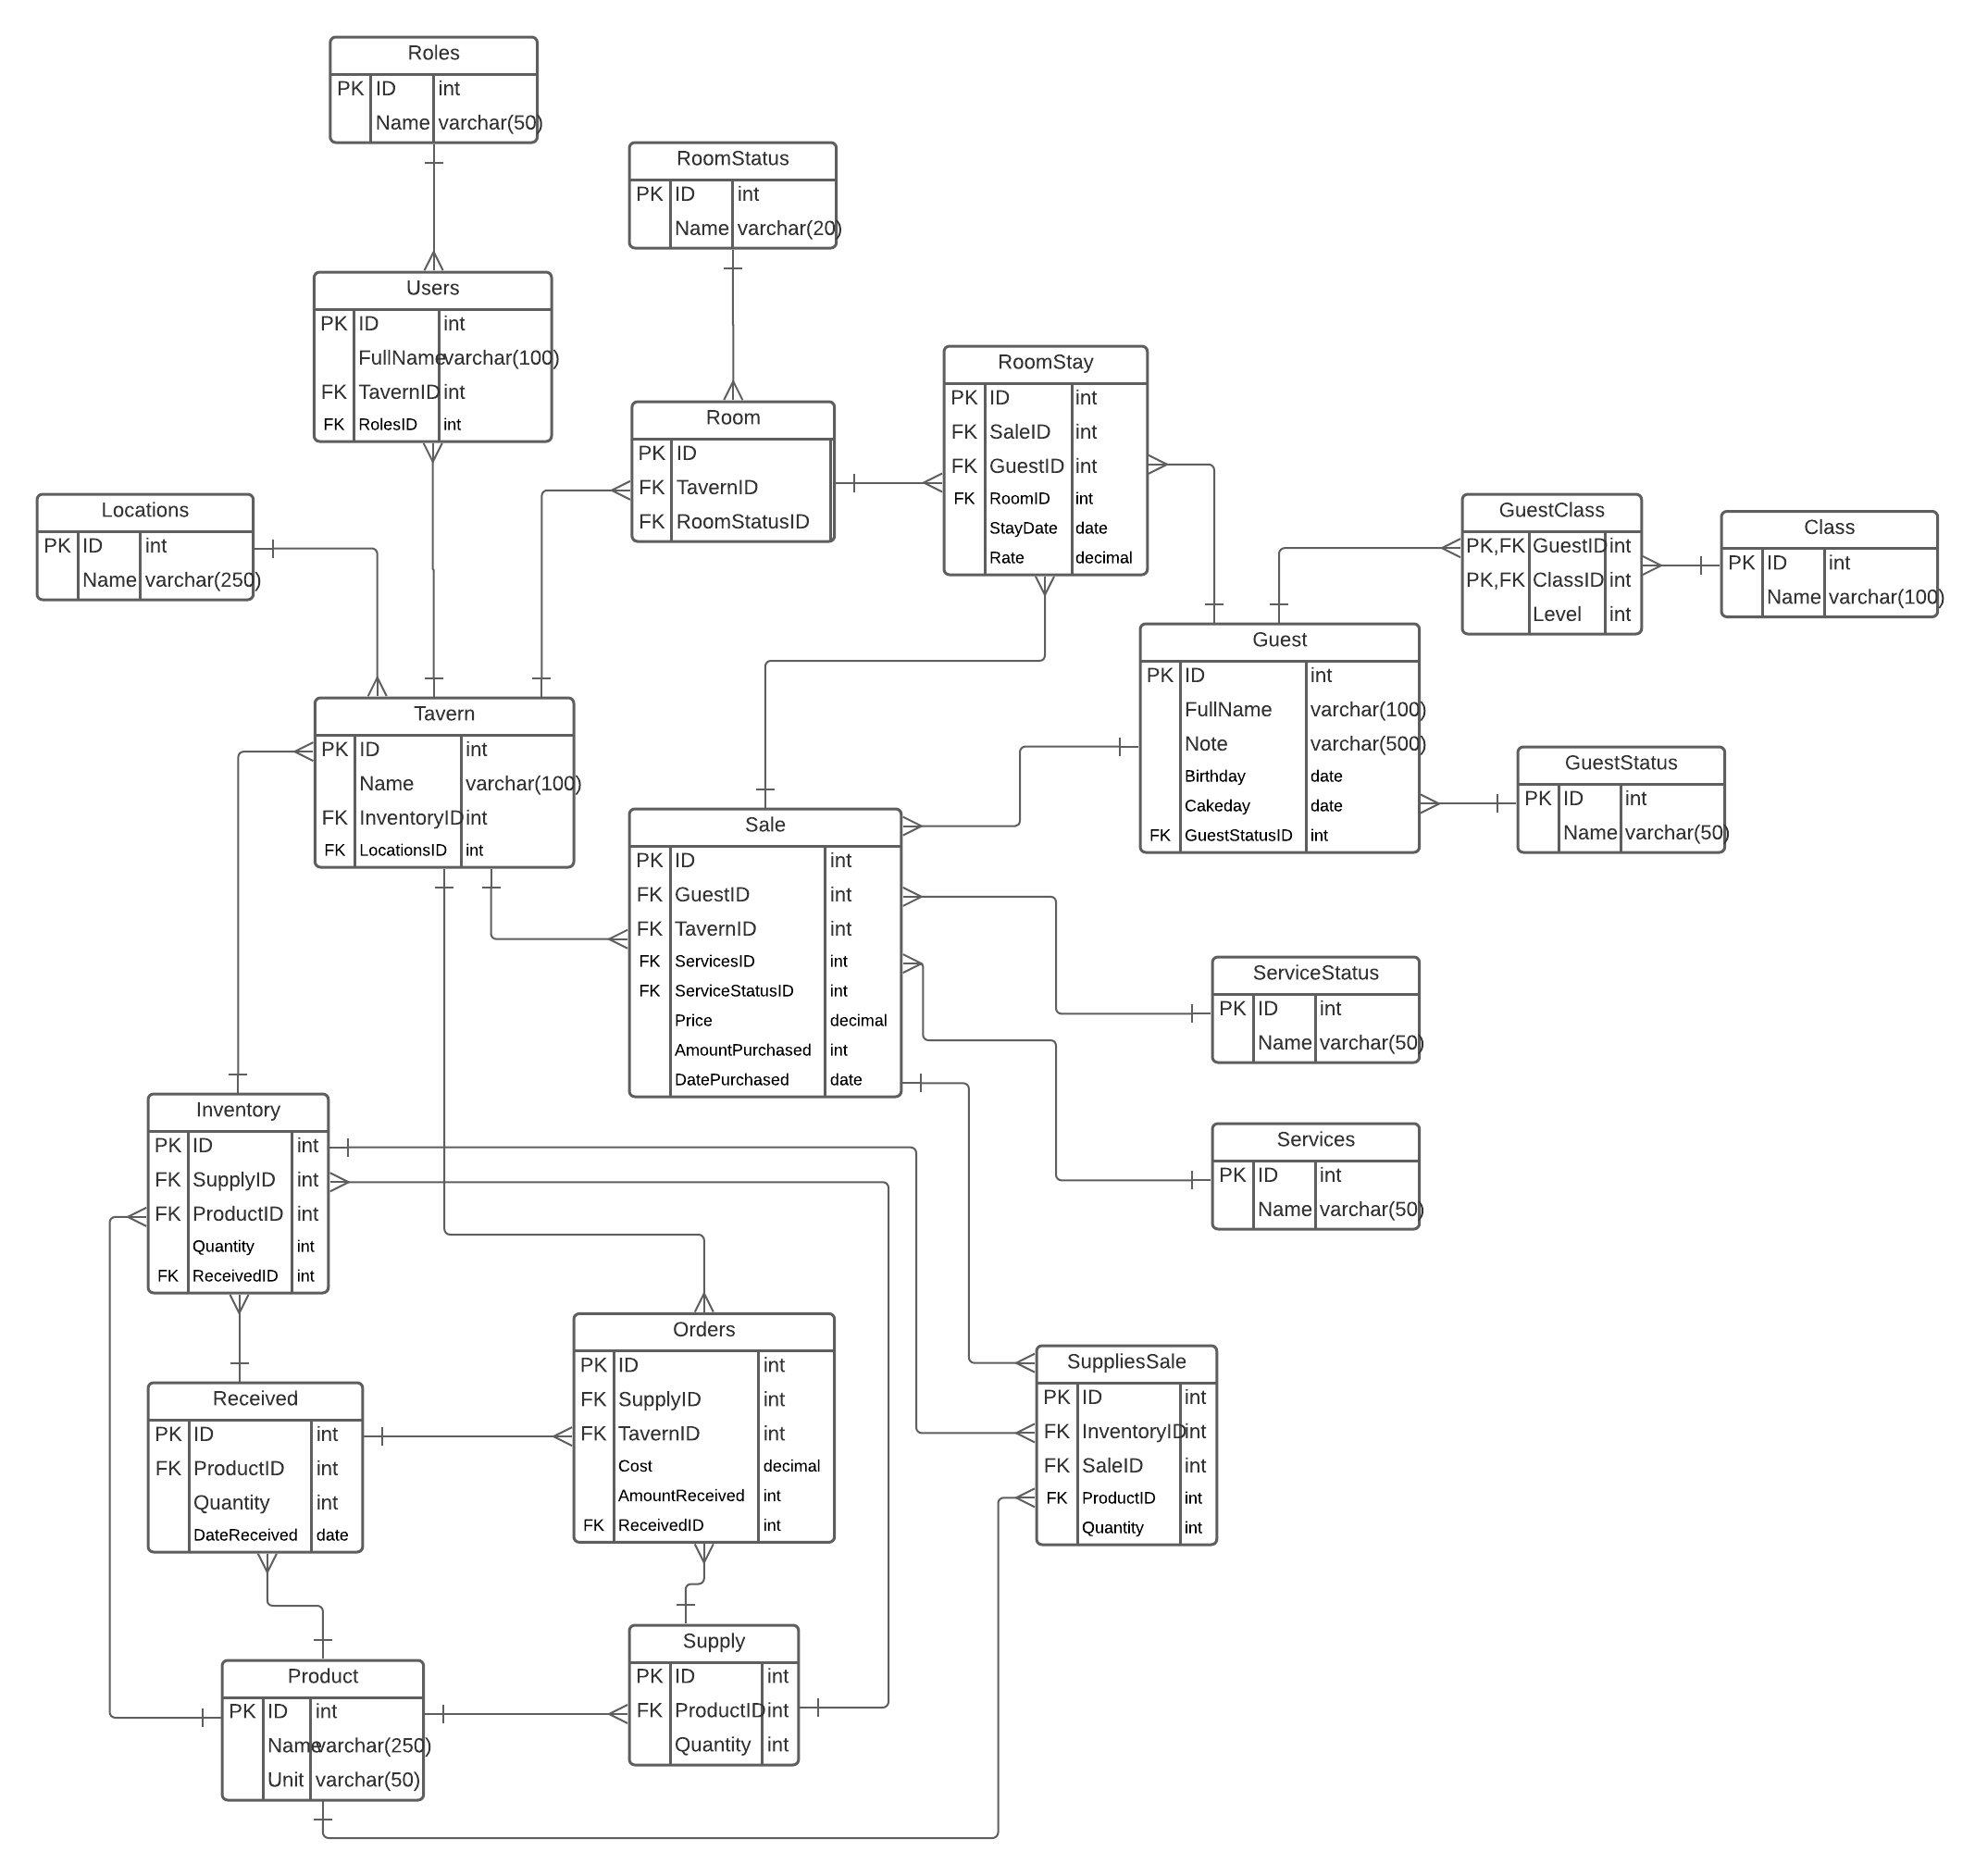 Roles
PK ID int
Name varchar(50)
RoomStatus
PK ID int
Name varchar(20)
Users
PK ID int
FullName varchar(100)
FK TavernID int
FK RolesID int
RoomStay
PK ID int
FK SaleID int
FK GuestID int
FK RoomID int
StayDate date
Rate decimal
Room
PK ID
FK TavernID
FK RoomStatusID
Locations
PK ID int
Name varchar(250)
GuestClass
PK,FK GuestID int
PK,FK ClassID int
Level int
Class
PK ID int
Name varchar(100)
Guest
PK ID int
FullName varchar(100)
Note varchar(500)
Birthday date
Cakeday date
FK GuestStatusID int
Tavern
PK ID int
Name varchar(100)
FK InventoryID int
FK LocationsID int
GuestStatus
PK ID int
Name varchar(50)
Sale
PK ID int
FK GuestID int
FK TavernID int
FK ServicesID int
FK ServiceStatusID int
Price decimal
AmountPurchased int
DatePurchased date
ServiceStatus
PK ID int
Name varchar(50)
Services
PK ID int
Name varchar(50)
Inventory
PK ID int
FK SupplyID int
FK ProductID int
Quantity int
FK ReceivedID int
Orders
PK ID int
FK SupplyID int
FK TavernID int
Cost decimal
AmountReceived int
FK ReceivedID int
SuppliesSale
PK ID int
FK InventoryID int
FK SaleID int
FK ProductID int
Quantity int
Received
PK ID int
FK ProductID int
Quantity int
DateReceived date
Supply
PK ID int
FK ProductID int
Quantity int
Product
PK ID int
Name varchar(250)
Unit varchar(50)